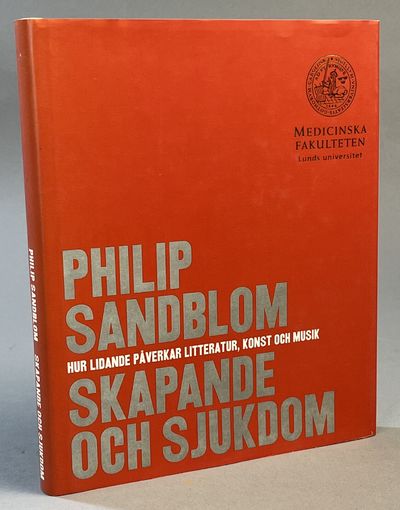 MEDICINSKA
FAKULTETEN
Lunds universitet
PHILIP
SANDBLOM
HUR LIDANDE PÅVERKAR LITTERATUR, KONST OCH MUSIK
SKAPANDE
OCH SJUKDOM
PHILIP SANDBLOM SKAPANDE OCH SJUKDOM